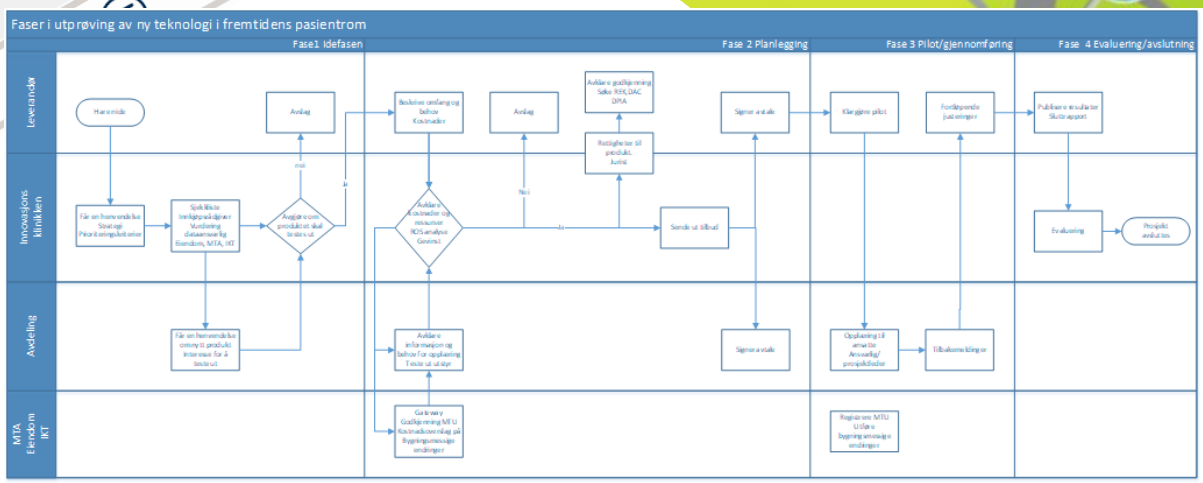 Faser i utprøving av ny teknologi i fremtidens pasientrom
Fase1 Idefasen
Fase 2 Planlegging
Fase 3 Pilot/gjennomføring
Fase 4 Evaluering/avslutning
Leverandør
Har en ide
Avslag
Beskrive omfang og
behov
Kostnader
Avslag
Avklare godkjenning
Søke REK, DAC
DPIA
Signer avtale
Klargjøre pilot
Fortløpende
justeringer
Publisere resultater
Sluttrapport
Rettigheter til
produkt.
Jurist
nei
Ja
Innovasjons
klinikken
Får en henvendelse
Strategi
Prioriteringskriterier
Sjekkliste
Innkjøpsrådgiver
Vurdering
dataansvarlig
Eiendom, MTA, IKT
Avgjøre om
produktet skal
testes ut
Avklare
kostnader og
ressurser
ROS analyse
Gevinst
Nei
Ja
Sende ut tilbud
Evaluering
Prosjekt
avsluttes
Avdeling
Får en henvendelse
om nytt produkt
Interesse for å
teste ut
Avklare
informasjon og
behov for opplæring
Teste ut utstyr
Signer avtale
Opplæring til
ansatte
Ansvarlig/
prosjektleder
Tilbakemeldinger
MTA
Eiendom
IKT
Gateway
Godkjenning MTU
Kostnadsoverslag på
Bygningsmessige
endringer
Registrere MTU
Utføre
bygningsmessige
endringer